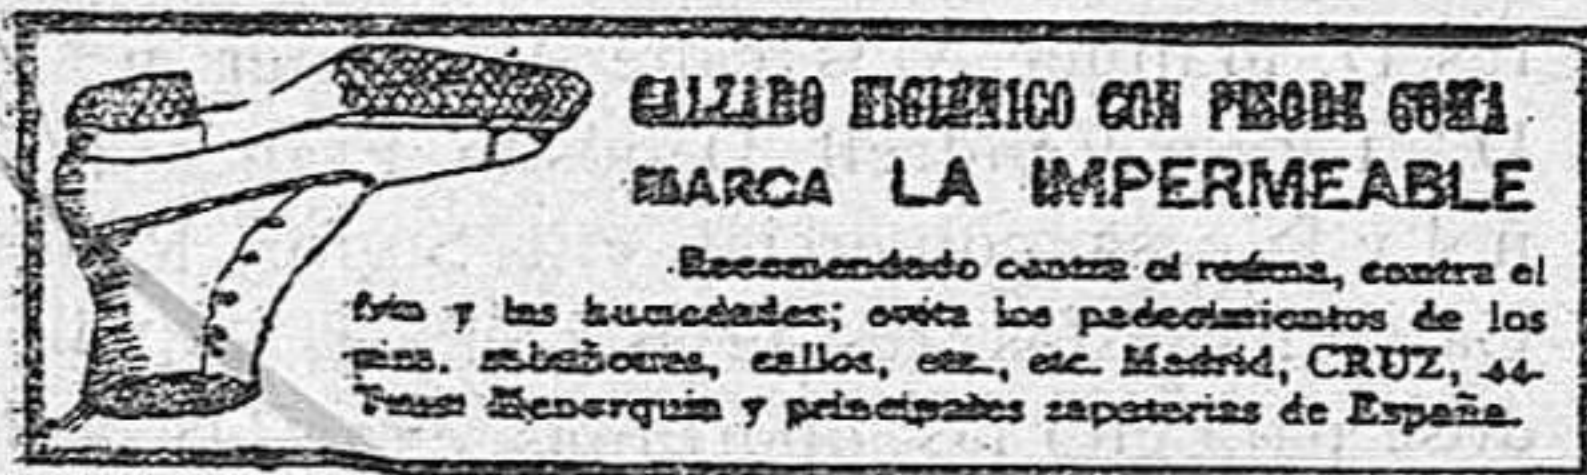 CALZADO HIGIÉNICO CON PISO DE GOMA
MARCA LA IMPERMEABLE
Recomendado contra el reúma, contra el
frío y las humedades; evita los padecimientos de los
pies, sabañones, callos, etc., etc. Madrid, CRUZ, 44-
y principales zapaterías de España.